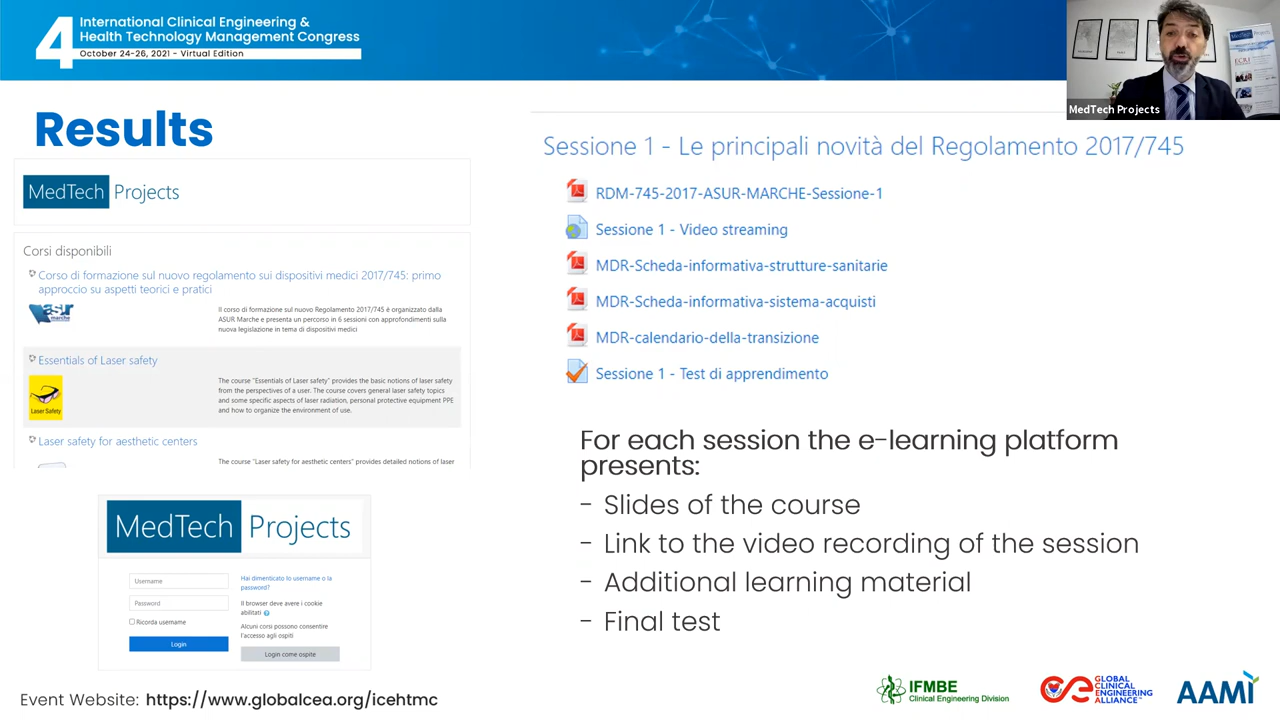 4
International Clinical Engineering &
Health Technology Management Congress
October 24-26, 2021 - Virtual Edition
MedTech Projects
ECRI
MedTech Projects
Results
MedTech Projects
Corsi disponibili
Corso di formazione sul nuovo regolamento sui dispositivi medici 2017/745: primo
approccio su aspetti teorici e pratici
asur
marche
Il corso di formazione sul nuovo Regolamento 2017/745 è organizzato dalla
ASUR Marche e presenta un percorso in 6 sessioni con approfondimenti sulla
nuova legislazione in tema di dispositivi medici
Essentials of Laser safety
Laser Safety
The course "Essentials of Laser safety" provides the basic notions of laser safety
from the perspectives of a user. The course covers general laser safety topics
and some specific aspects of laser radiation, personal protective equipment PPE
and how to organize the environment of use.
Laser safety for aesthetic centers
The course "Laser safety for aesthetic centers" provides detailed notions of laser
MedTech Projects
Username
Password
Ricorda username
Login
Hai dimenticato lo username o la
password?
Il browser deve avere i cookie
abilitati
Alcuni corsi possono consentire
l'accesso agli ospiti
Login come ospite
Sessione 1 - Le principali novità del Regolamento 2017/745
RDM-745-2017-ASUR-MARCHE-Sessione-1
Sessione 1 - Video streaming
MDR-Scheda-informativa-strutture-sanitarie
MDR-Scheda-informativa-sistema-acquisti
MDR-calendario-della-transizione
Sessione 1 - Test di apprendimento
For each session the e-learning platform
presents:
- Slides of the course
- Link to the video recording of the session
- Additional learning material
- Final test
Event Website: https://www.globalcea.org/icehtmc
IFMBE
Clinical Engineering Division
GLOBAL
CLINICAL
ENGINEERING
ALLIANCE
AAMI